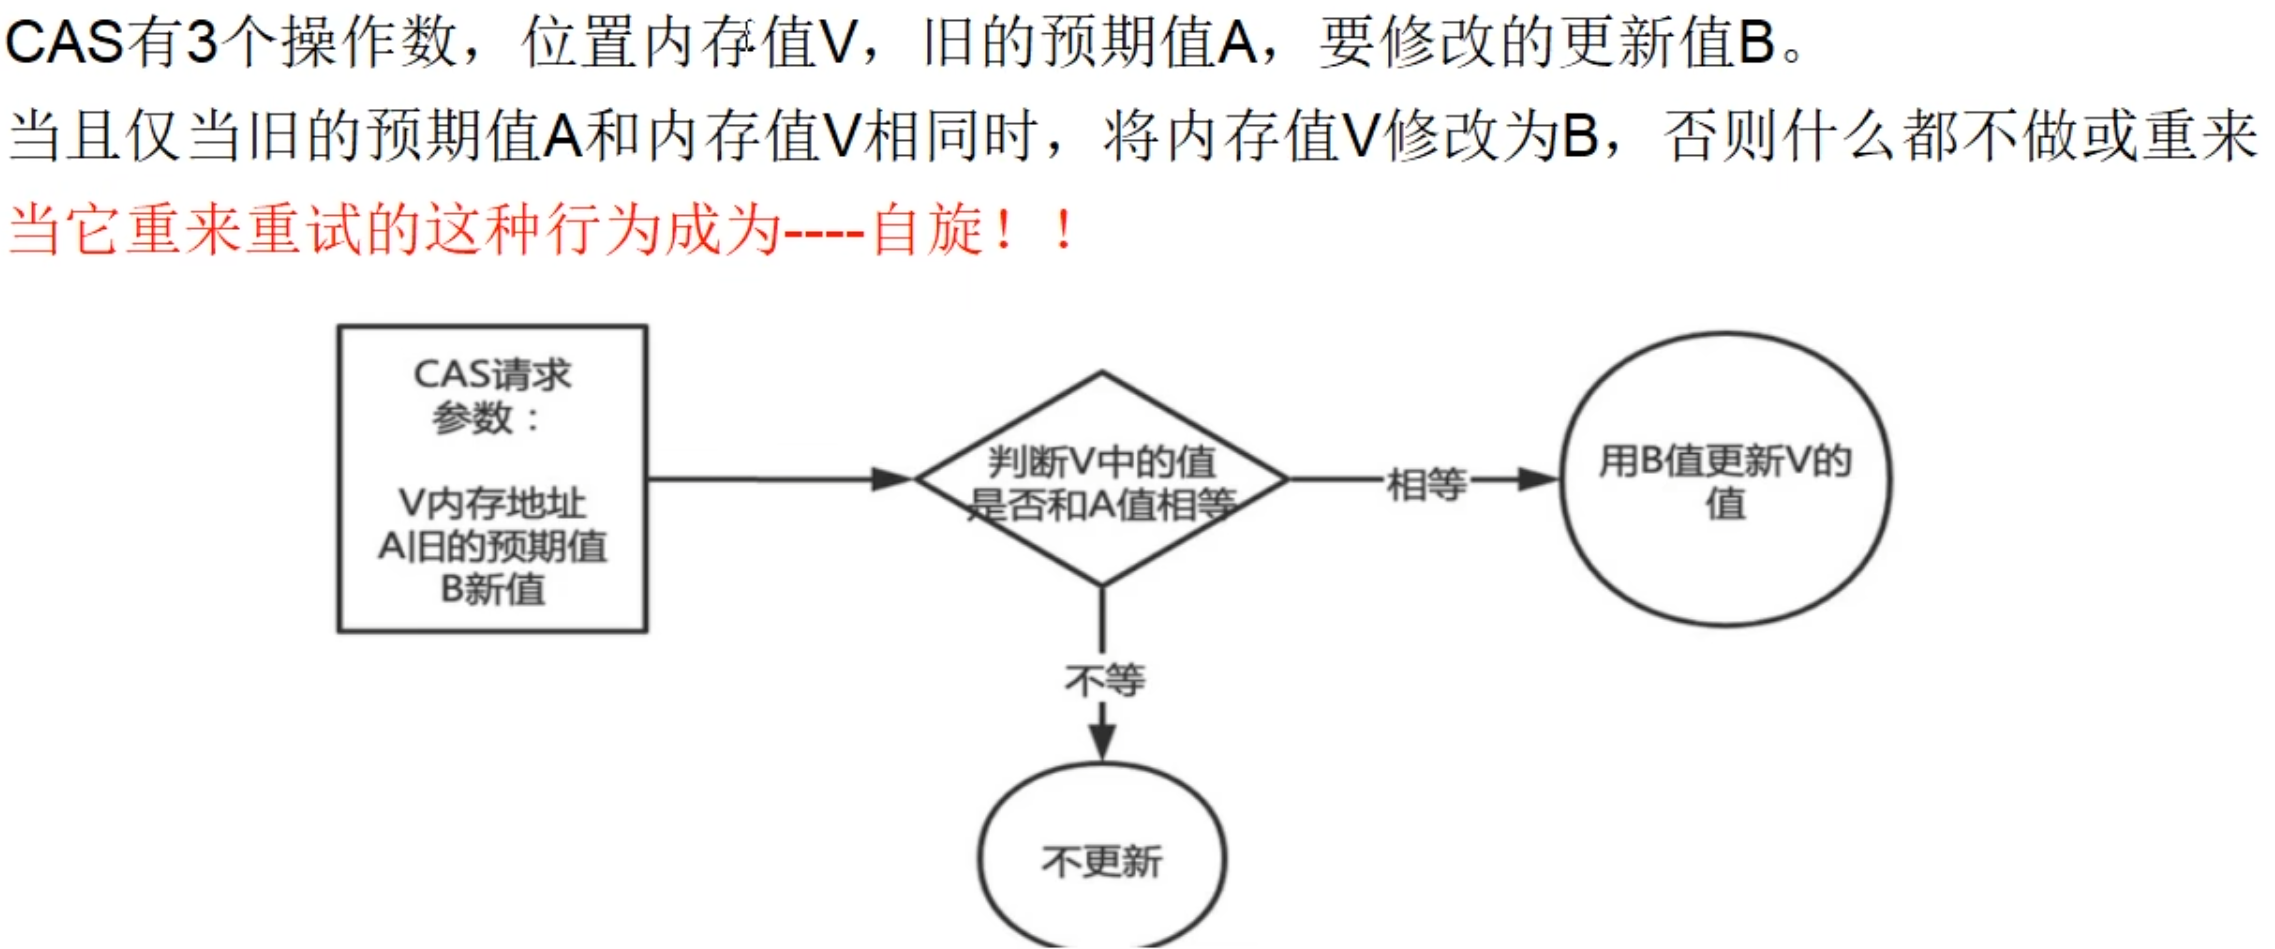 CAS有3个操作数，位置内存值V，旧的预期值A，要修改的更新值B。
当且仅当旧的预期值A和内存值V相同时，将内存值V修改为B，否则什么都不做或重来
当它重来重试的这种行为成为----自旋！！
CAS请求
参数：
V内存地址
A旧的预期值
B新值
判断V中的值
是否和A值相等
相等
用B值更新V的
值
不等
不更新